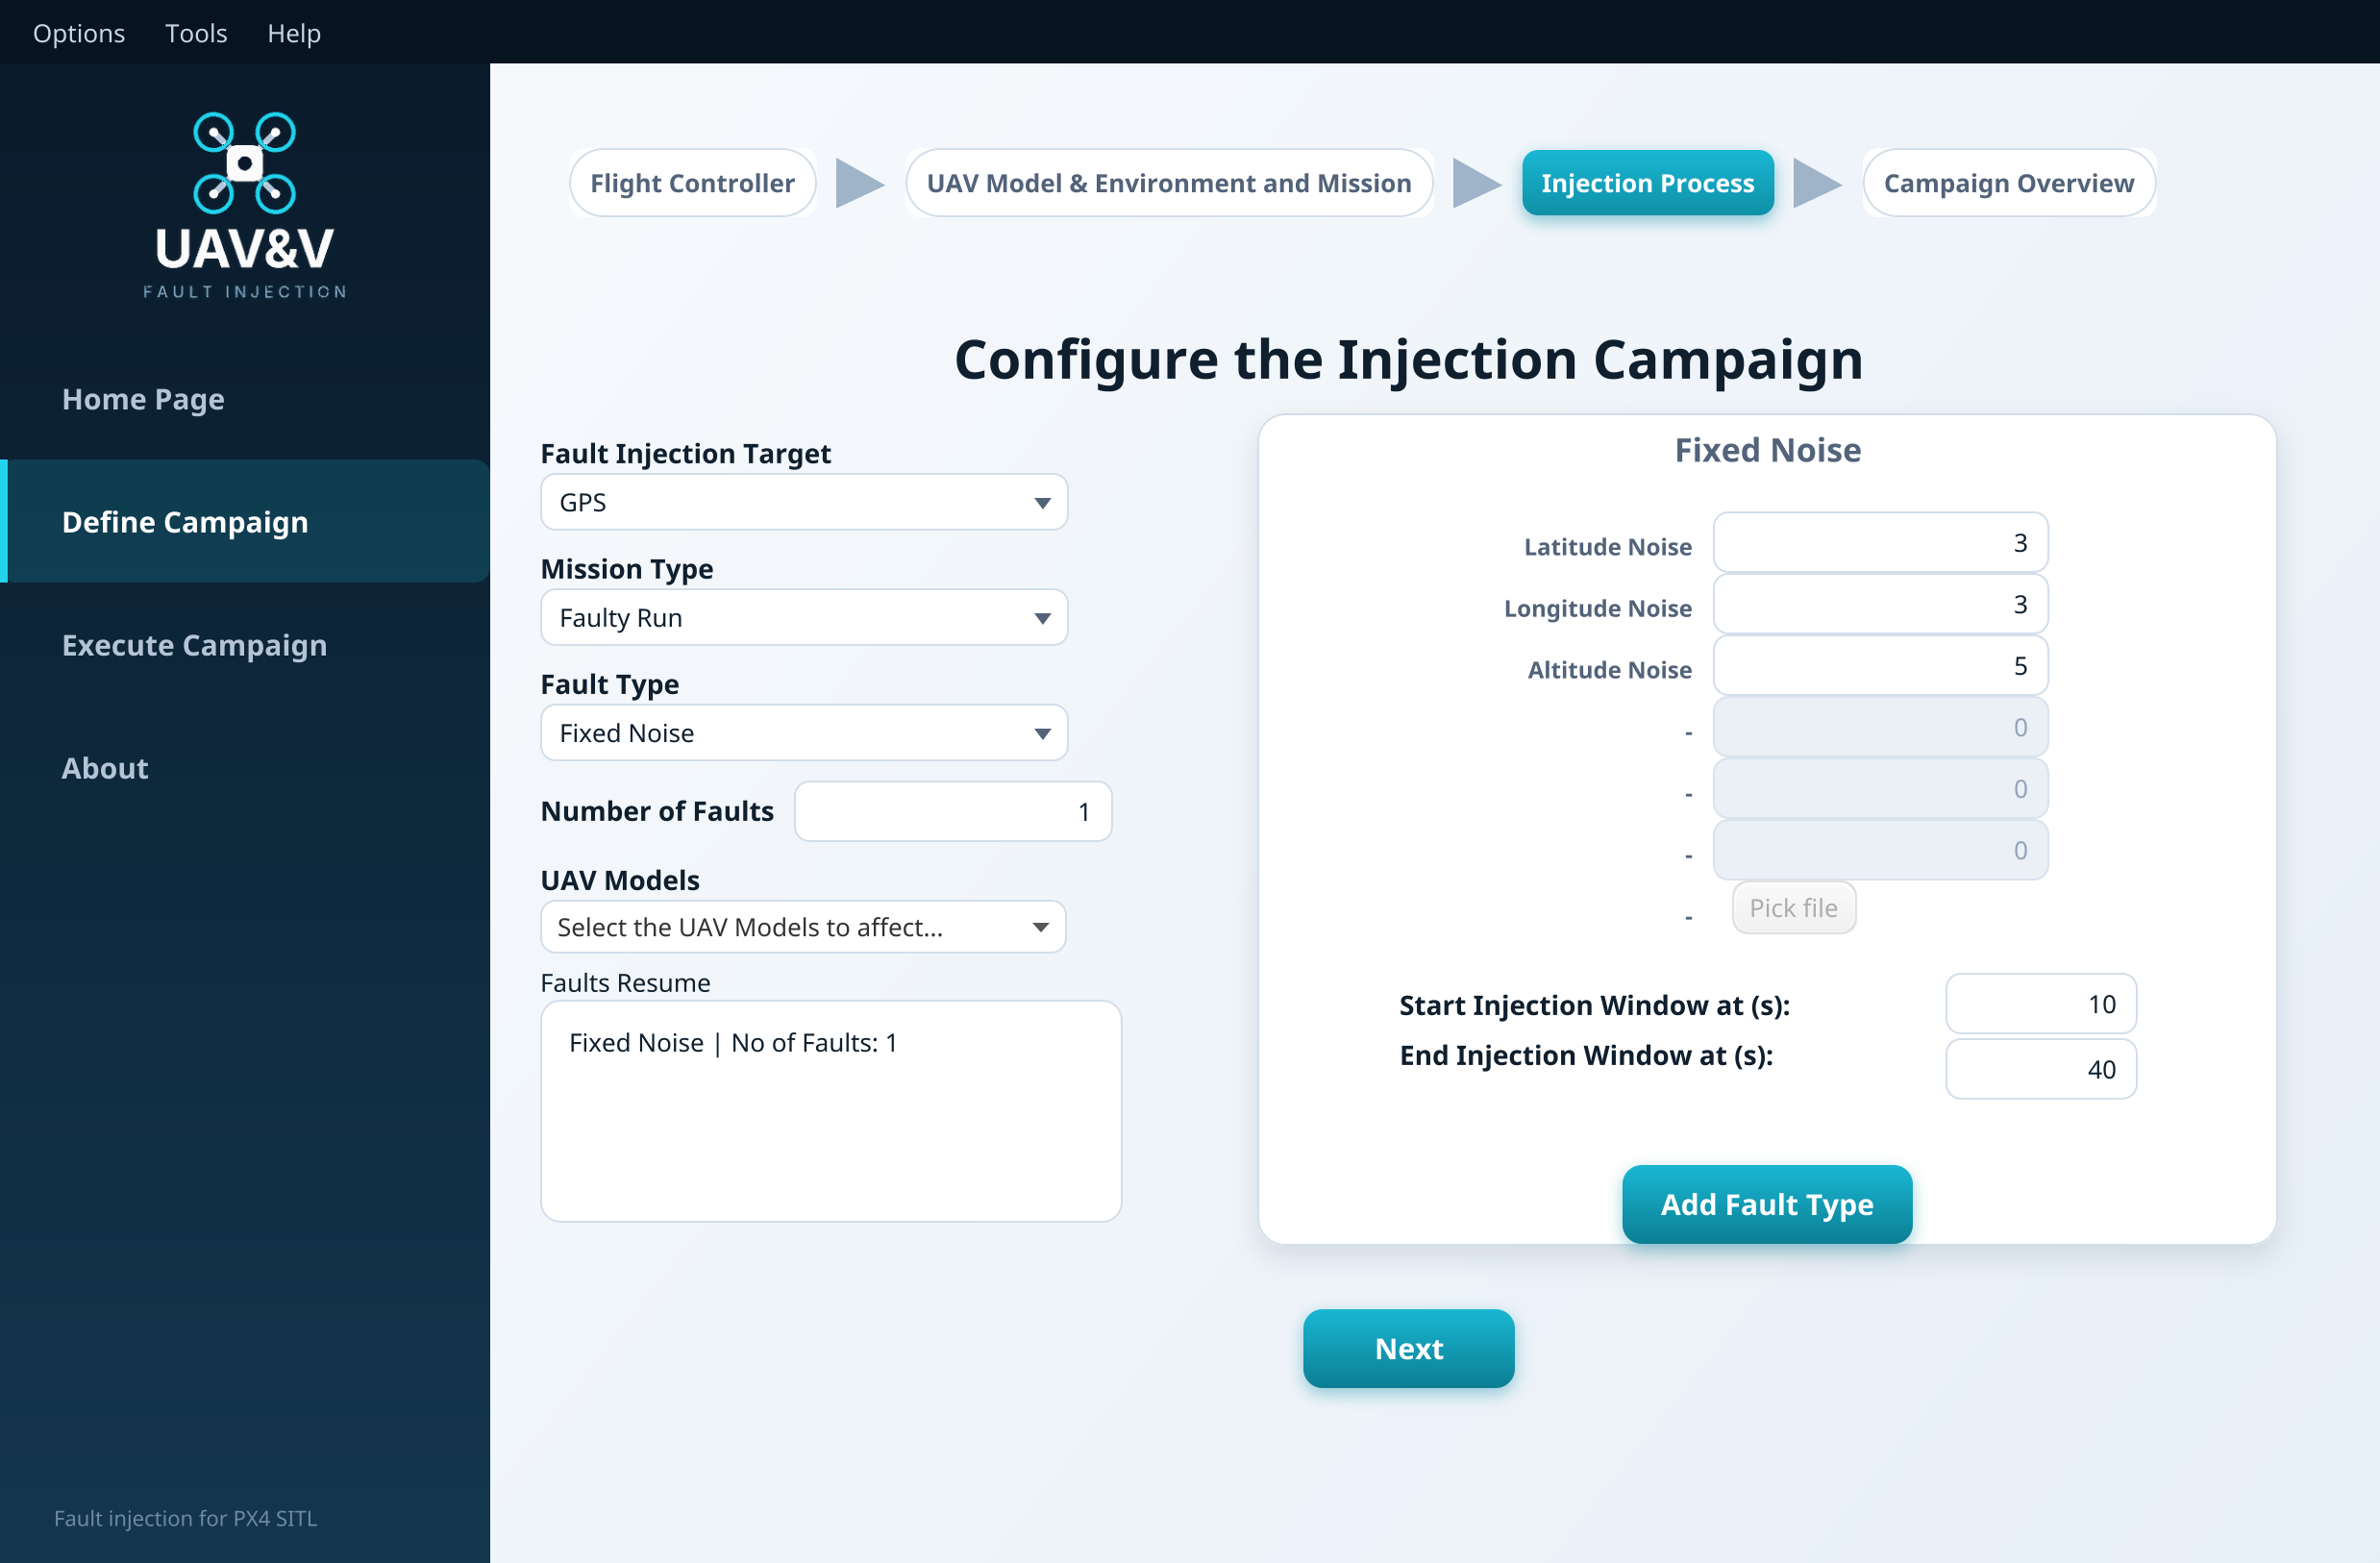 Options Tools Help
UAV&V
FAULT INJECTION
Home Page
Define Campaign
Execute Campaign
About
Fault injection for PX4 SITL
Flight Controller UAV Model & Environment and Mission Injection Process Campaign Overview
Configure the Injection Campaign
Fault Injection Target
GPS
Mission Type
Faulty Run
Fault Type
Fixed Noise
Number of Faults 1
UAV Models
Select the UAV Models to affect...
Faults Resume
Fixed Noise | No of Faults: 1
Fixed Noise
Latitude Noise 3
Longitude Noise 3
Altitude Noise 5
- 0
- 0
- 0
- Pick file
Start Injection Window at (s): 10
End Injection Window at (s): 40
Add Fault Type
Next